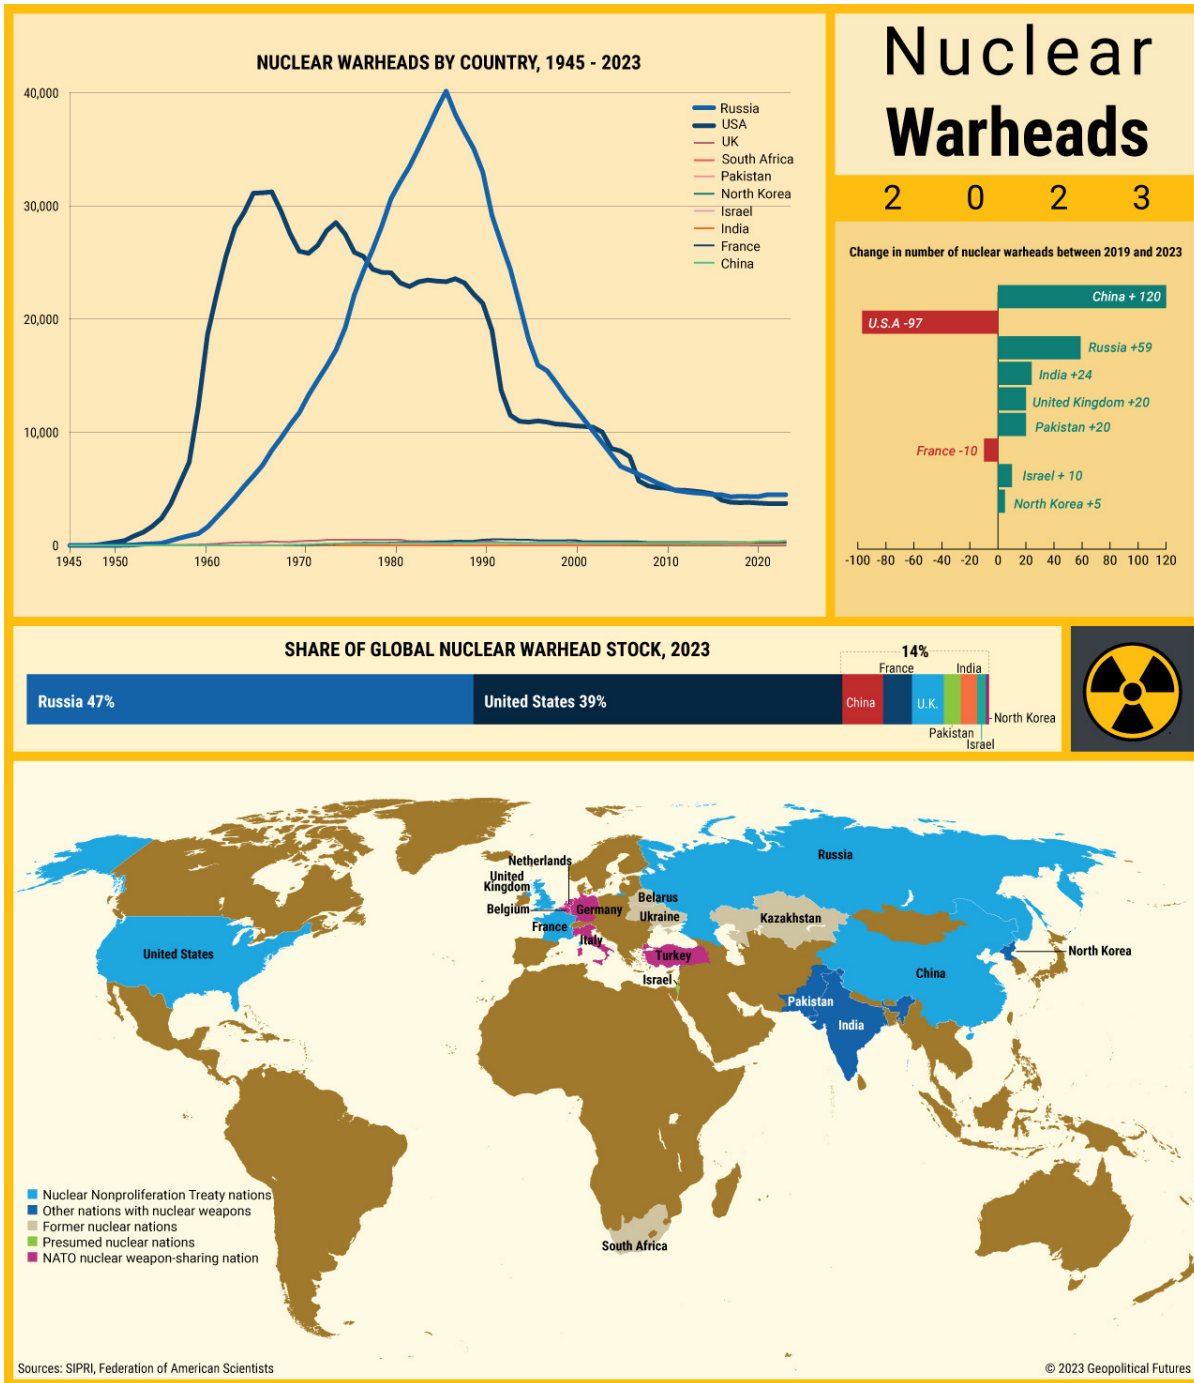 NUCLEAR WARHEADS BY COUNTRY, 1945 - 2023
40,000
30,000
20,000
10,000
0
1945
1950
1960
1970
1980
1990
2000
2010
2020
Russia
USA
UK
South Africa
Pakistan
North Korea
Israel
India
France
China
Nuclear
Warheads
2 0 2 3
Change in number of nuclear warheads between 2019 and 2023
China + 120
U.S.A -97
Russia +59
India +24
United Kingdom +20
Pakistan +20
France -10
Israel + 10
North Korea +5
-100 -80 -60 -40 -20 0 20 40 60 80 100 120
SHARE OF GLOBAL NUCLEAR WARHEAD STOCK, 2023
14%
Russia 47%
United States 39%
China
France
U.K.
Pakistan
India
Israel
North Korea
Netherlands
United
Kingdom
Belgium
Germany
France
Italy
Belarus
Ukraine
Kazakhstan
Russia
United States
Turkey
Israel
North Korea
China
Pakistan
India
South Africa
Nuclear Nonproliferation Treaty nations
Other nations with nuclear weapons
Former nuclear nations
Presumed nuclear nations
NATO nuclear weapon-sharing nation
Sources: SIPRI, Federation of American Scientists
© 2023 Geopolitical Futures